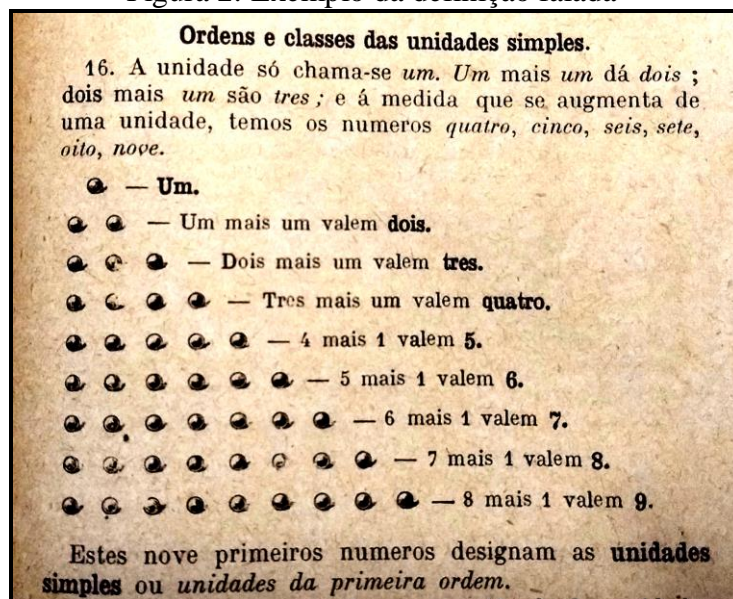 Ordens e classes das unidades simples.
16. A unidade só chama-se um. Um mais um dá dois ;
dois mais um são tres ; e á medida que se augmenta de
uma unidade, temos os numeros quatro, cinco, seis, sete,
oito, nove.
— Um.
— Um mais um valem dois.
— Dois mais um valem tres.
— Tres mais um valem quatro.
— 4 mais 1 valem 5.
— 5 mais 1 valem 6.
— 6 mais 1 valem 7.
— 7 mais 1 valem 8.
— 8 mais 1 valem 9.
Estes nove primeiros numeros designam as unidades
simples ou unidades da primeira ordem.